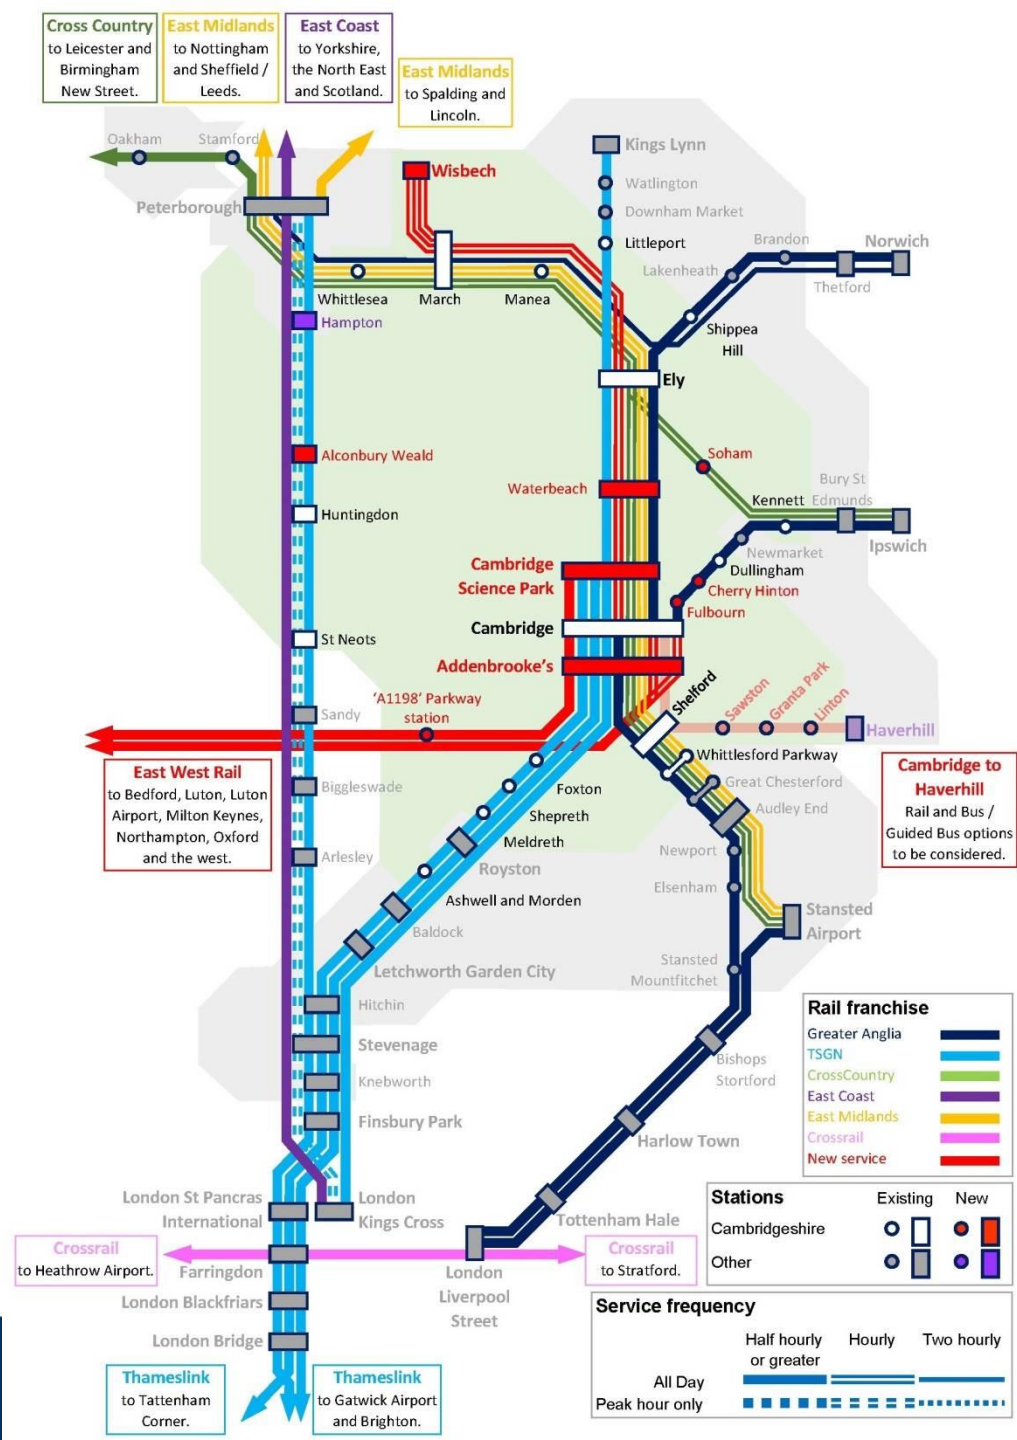 Cross Country
to Leicester and
Birmingham
New Street.
East Midlands
to Nottingham
and Sheffield /
Leeds.
East Coast
to Yorkshire,
the North East
and Scotland.
East Midlands
to Spalding and
Lincoln.
Oakham
Stamford
Peterborough
Wisbech
Kings Lynn
Watlington
Downham Market
Littleport
Brandon
Norwich
Lakenheath
Thetford
Whittlesea
March
Manea
Shippea
Hill
Hampton
Ely
Alconbury Weald
Soham
Waterbeach
Kennett
Bury St
Edmunds
Huntingdon
Newmarket
Ipswich
Dullingham
Cambridge
Science Park
Cherry Hinton
Fulbourn
Cambridge
St Neots
Addenbrooke's
Shelford
Sawston
Granta Park
Linton
Haverhill
Sandy
'A1198' Parkway
station
East West Rail
to Bedford, Luton, Luton
Airport, Milton Keynes,
Northampton, Oxford
and the west.
Whittlesford Parkway
Great Chesterford
Audley End
Cambridge to
Haverhill
Rail and Bus /
Guided Bus options
to be considered.
Biggleswade
Foxton
Shepreth
Meldreth
Arlesley
Royston
Newport
Ashwell and Morden
Elsenham
Baldock
Stansted
Airport
Letchworth Garden City
Stansted
Mountfitchet
Hitchin
Stevenage
Bishops
Stortford
Knebworth
Finsbury Park
Harlow Town
London St Pancras
International
London
Kings Cross
Tottenham Hale
Crossrail
to Heathrow Airport.
Farringdon
London
Liverpool
Street
Crossrail
to Stratford.
London Blackfriars
London Bridge
Thameslink
to Tattenham
Corner.
Thameslink
to Gatwick Airport
and Brighton.
Rail franchise
Greater Anglia
TSGN
CrossCountry
East Coast
East Midlands
Crossrail
New service
Stations Existing New
Cambridgeshire
Other
Service frequency
Half hourly
or greater
Hourly
Two hourly
All Day
Peak hour only